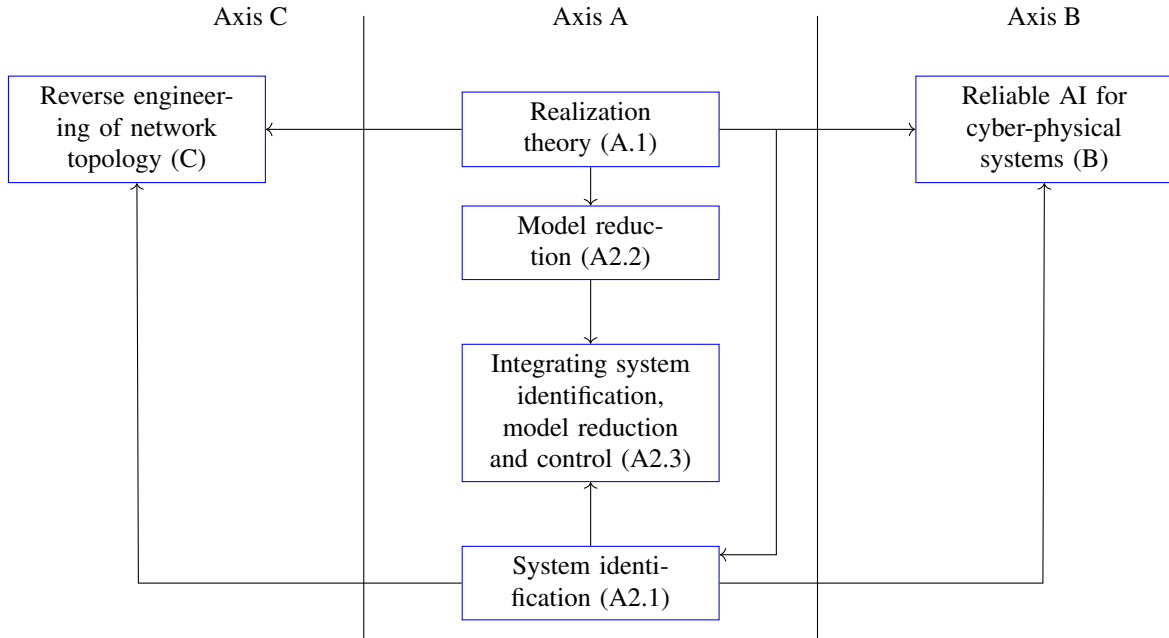 Axis C
Axis A
Axis B
Reverse engineer-
ing of network
topology (C)
Realization
theory (A.1)
Reliable AI for
cyber-physical
systems (B)
Model reduc-
tion (A2.2)
Integrating system
identification,
model reduction
and control (A2.3)
System identi-
fication (A2.1)